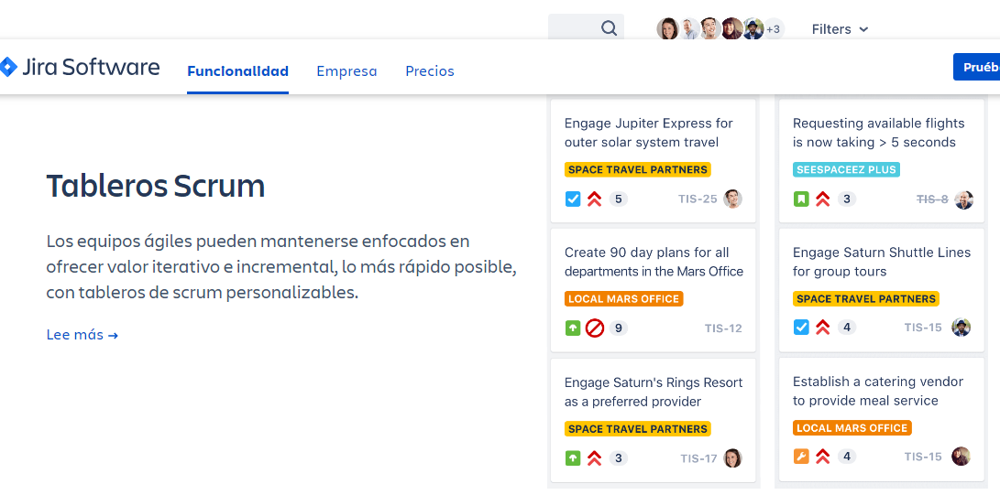 +3
Filters
Jira Software
Funcionalidad
Empresa
Precios
Prueb
Tableros Scrum
Los equipos ágiles pueden mantenerse enfocados en
ofrecer valor iterativo e incremental, lo más rápido posible,
con tableros de scrum personalizables.
Lee más →
Engage Jupiter Express for
outer solar system travel
SPACE TRAVEL PARTNERS
5
TIS-25
Create 90 day plans for all
departments in the Mars Office
LOCAL MARS OFFICE
9
TIS-12
Engage Saturn's Rings Resort
as a preferred provider
SPACE TRAVEL PARTNERS
3
TIS-17
Requesting available flights
is now taking > 5 seconds
SEESPACEEZ PLUS
3
TIS-8
Engage Saturn Shuttle Lines
for group tours
SPACE TRAVEL PARTNERS
4
TIS-15
Establish a catering vendor
to provide meal service
LOCAL MARS OFFICE
4
TIS-15